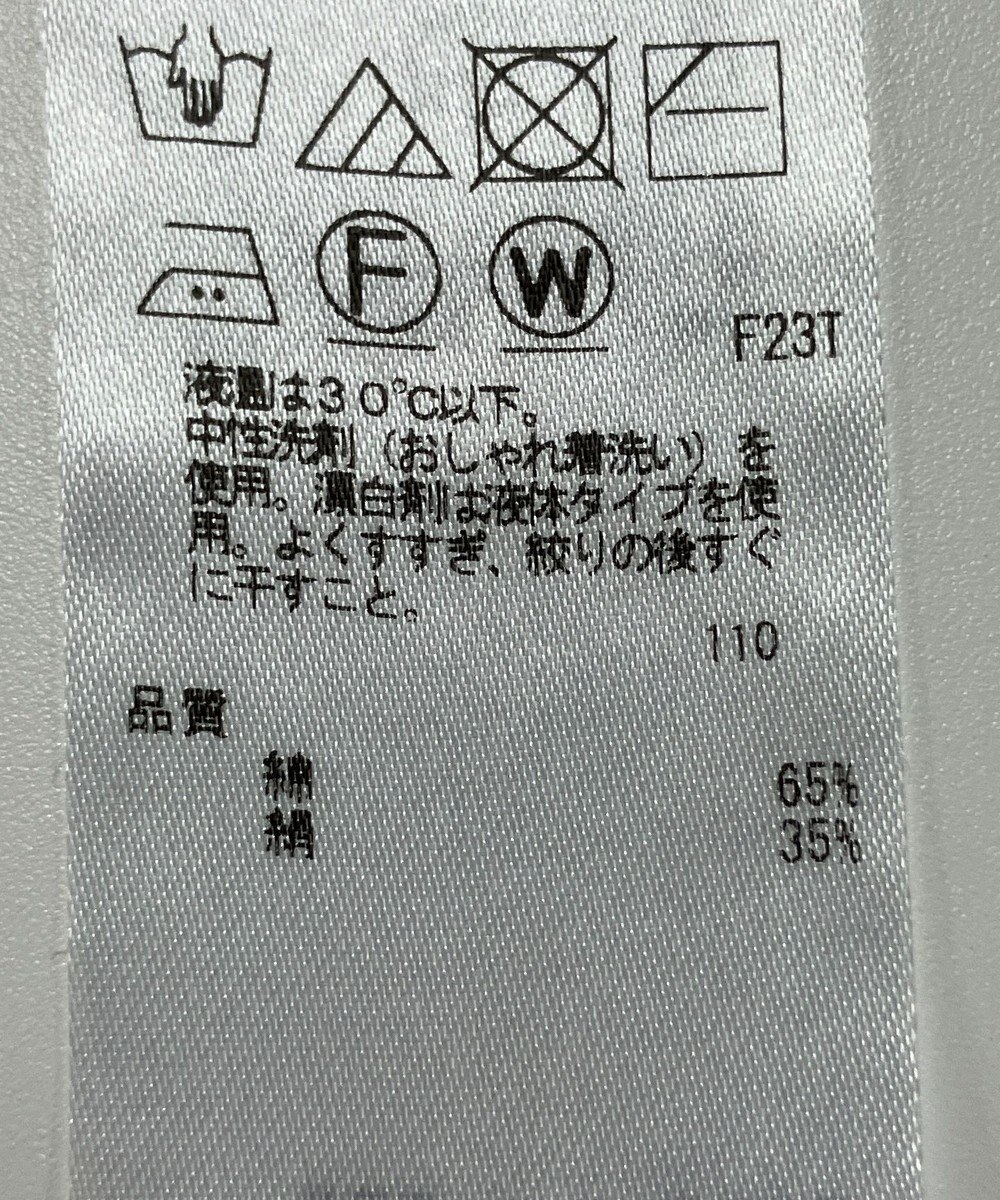 F W
F23T
液温は30℃以下。
中性洗剤(おしゃれ着洗い)を
使用。漂白剤は液体タイプを使
用。よくすすぎ、絞りの後すぐ
に干すこと。
110
品質
綿 65%
絹 35%